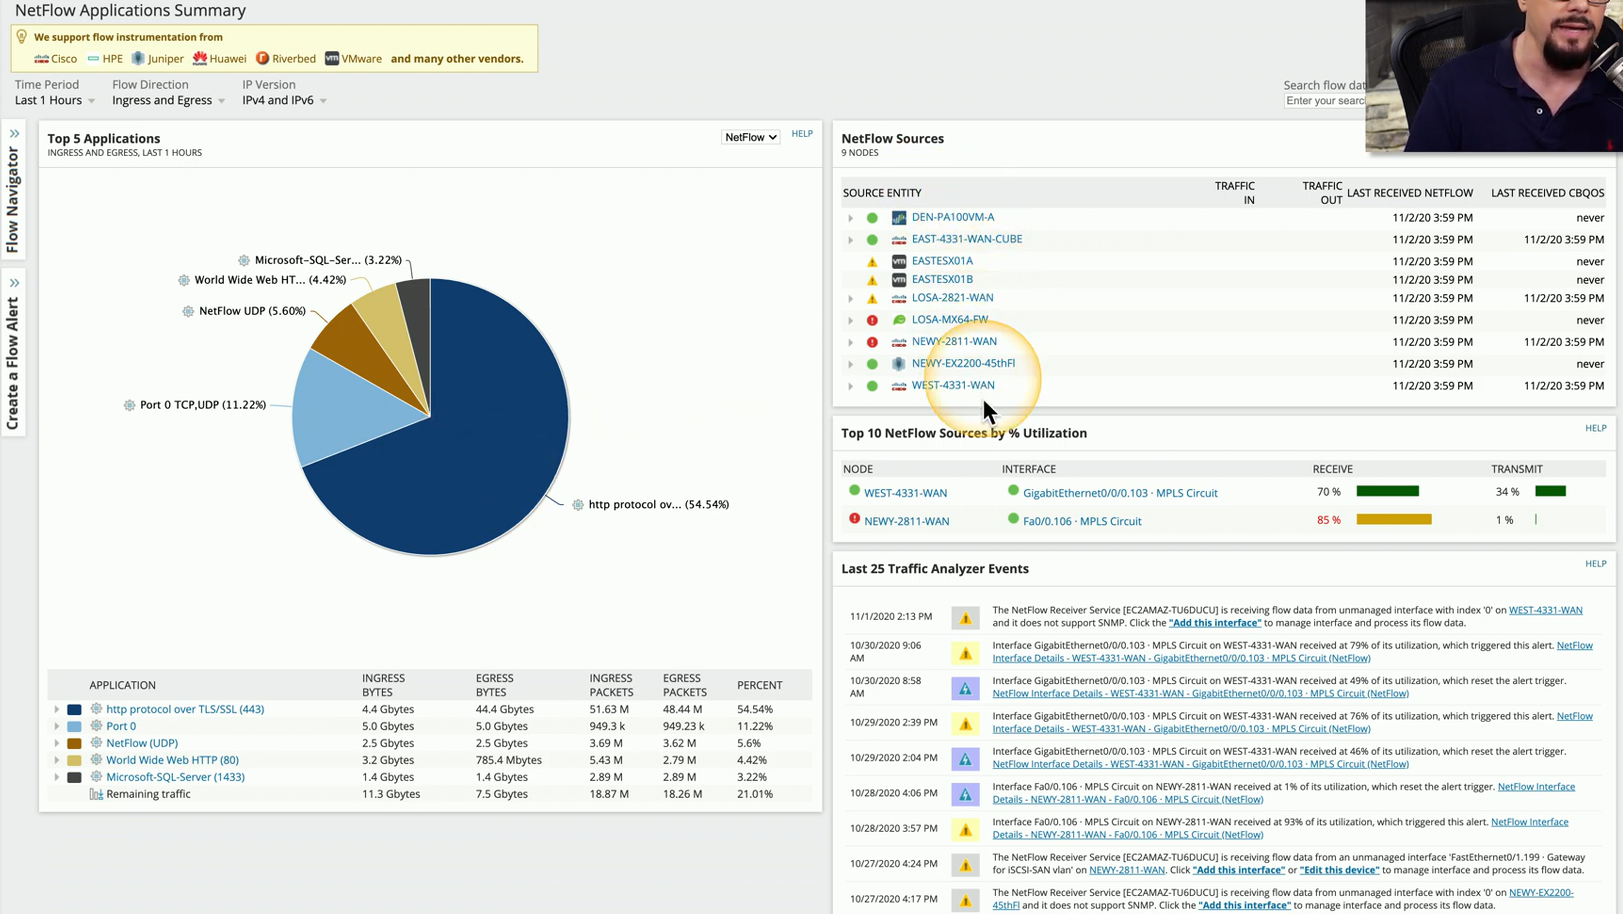 NetFlow Applications Summary
We support flow instrumentation from
Cisco HPE Juniper Huawei Riverbed vm VMware and many other vendors.
Time Period Flow Direction IP Version
Last 1 Hours Ingress and Egress IPv4 and IPv6
Search flow dat
Enter your searc
Flow Navigator
Create a Flow Alert
Top 5 Applications
INGRESS AND EGRESS, LAST 1 HOURS
NetFlow HELP
Microsoft-SQL-Ser... (3.22%)
World Wide Web HT... (4.42%)
NetFlow UDP (5.60%)
Port 0 TCP,UDP (11.22%)
http protocol ov... (54.54%)
APPLICATION INGRESS BYTES EGRESS BYTES INGRESS PACKETS EGRESS PACKETS PERCENT
http protocol over TLS/SSL (443) 4.4 Gbytes 44.4 Gbytes 51.63 M 48.44 M 54.54%
Port 0 5.0 Gbytes 5.0 Gbytes 949.3 k 949.23 k 11.22%
NetFlow (UDP) 2.5 Gbytes 2.5 Gbytes 3.69 M 3.62 M 5.6%
World Wide Web HTTP (80) 3.2 Gbytes 785.4 Mbytes 5.43 M 2.79 M 4.42%
Microsoft-SQL-Server (1433) 1.4 Gbytes 1.4 Gbytes 2.89 M 2.89 M 3.22%
Remaining traffic 11.3 Gbytes 7.5 Gbytes 18.87 M 18.26 M 21.01%
NetFlow Sources
9 NODES
SOURCE ENTITY TRAFFIC IN TRAFFIC OUT LAST RECEIVED NETFLOW LAST RECEIVED CBQOS
DEN-PA100VM-A 11/2/20 3:59 PM never
EAST-4331-WAN-CUBE 11/2/20 3:59 PM 11/2/20 3:59 PM
vm EASTESX01A 11/2/20 3:59 PM never
vm EASTESX01B 11/2/20 3:59 PM never
LOSA-2821-WAN 11/2/20 3:59 PM 11/2/20 3:59 PM
LOSA-MX64-FW 11/2/20 3:59 PM never
NEWY-2811-WAN 11/2/20 3:59 PM 11/2/20 3:59 PM
NEWY-EX2200-45thFl 11/2/20 3:59 PM never
WEST-4331-WAN 11/2/20 3:59 PM 11/2/20 3:59 PM
Top 10 NetFlow Sources by % Utilization
HELP
NODE INTERFACE RECEIVE TRANSMIT
WEST-4331-WAN GigabitEthernet0/0/0.103 · MPLS Circuit 70 % 34 %
NEWY-2811-WAN Fa0/0.106 · MPLS Circuit 85 % 1 %
Last 25 Traffic Analyzer Events
HELP
11/1/2020 2:13 PM The NetFlow Receiver Service [EC2AMAZ-TU6DUCU] is receiving flow data from unmanaged interface with index '0' on WEST-4331-WAN
and it does not support SNMP. Click the "Add this interface" to manage interface and process its flow data.
10/30/2020 9:06 AM Interface GigabitEthernet0/0/0.103 · MPLS Circuit on WEST-4331-WAN received at 79% of its utilization, which triggered this alert. NetFlow
Interface Details - WEST-4331-WAN - GigabitEthernet0/0/0.103 · MPLS Circuit (NetFlow)
10/30/2020 8:58 AM Interface GigabitEthernet0/0/0.103 · MPLS Circuit on WEST-4331-WAN received at 49% of its utilization, which reset the alert trigger.
NetFlow Interface Details - WEST-4331-WAN - GigabitEthernet0/0/0.103 · MPLS Circuit (NetFlow)
10/29/2020 2:39 PM Interface GigabitEthernet0/0/0.103 · MPLS Circuit on WEST-4331-WAN received at 76% of its utilization, which triggered this alert. NetFlow
Interface Details - WEST-4331-WAN - GigabitEthernet0/0/0.103 · MPLS Circuit (NetFlow)
10/29/2020 2:04 PM Interface GigabitEthernet0/0/0.103 · MPLS Circuit on WEST-4331-WAN received at 46% of its utilization, which reset the alert trigger.
NetFlow Interface Details - WEST-4331-WAN - GigabitEthernet0/0/0.103 · MPLS Circuit (NetFlow)
10/28/2020 4:06 PM Interface Fa0/0.106 · MPLS Circuit on NEWY-2811-WAN received at 1% of its utilization, which reset the alert trigger. NetFlow Interface
Details - NEWY-2811-WAN - Fa0/0.106 · MPLS Circuit (NetFlow)
10/28/2020 3:57 PM Interface Fa0/0.106 · MPLS Circuit on NEWY-2811-WAN received at 93% of its utilization, which triggered this alert. NetFlow Interface
Details - NEWY-2811-WAN - Fa0/0.106 · MPLS Circuit (NetFlow)
10/27/2020 4:24 PM The NetFlow Receiver Service [EC2AMAZ-TU6DUCU] is receiving flow data from an unmanaged interface 'FastEthernet0/1.199 · Gateway
for iSCSI-SAN vlan' on NEWY-2811-WAN. Click "Add this interface" or "Edit this device" to manage interface and process its flow data.
10/27/2020 4:17 PM The NetFlow Receiver Service [EC2AMAZ-TU6DUCU] is receiving flow data from unmanaged interface with index '0' on NEWY-EX2200-
45thFl and it does not support SNMP. Click the "Add this interface" to manage interface and process its flow data.